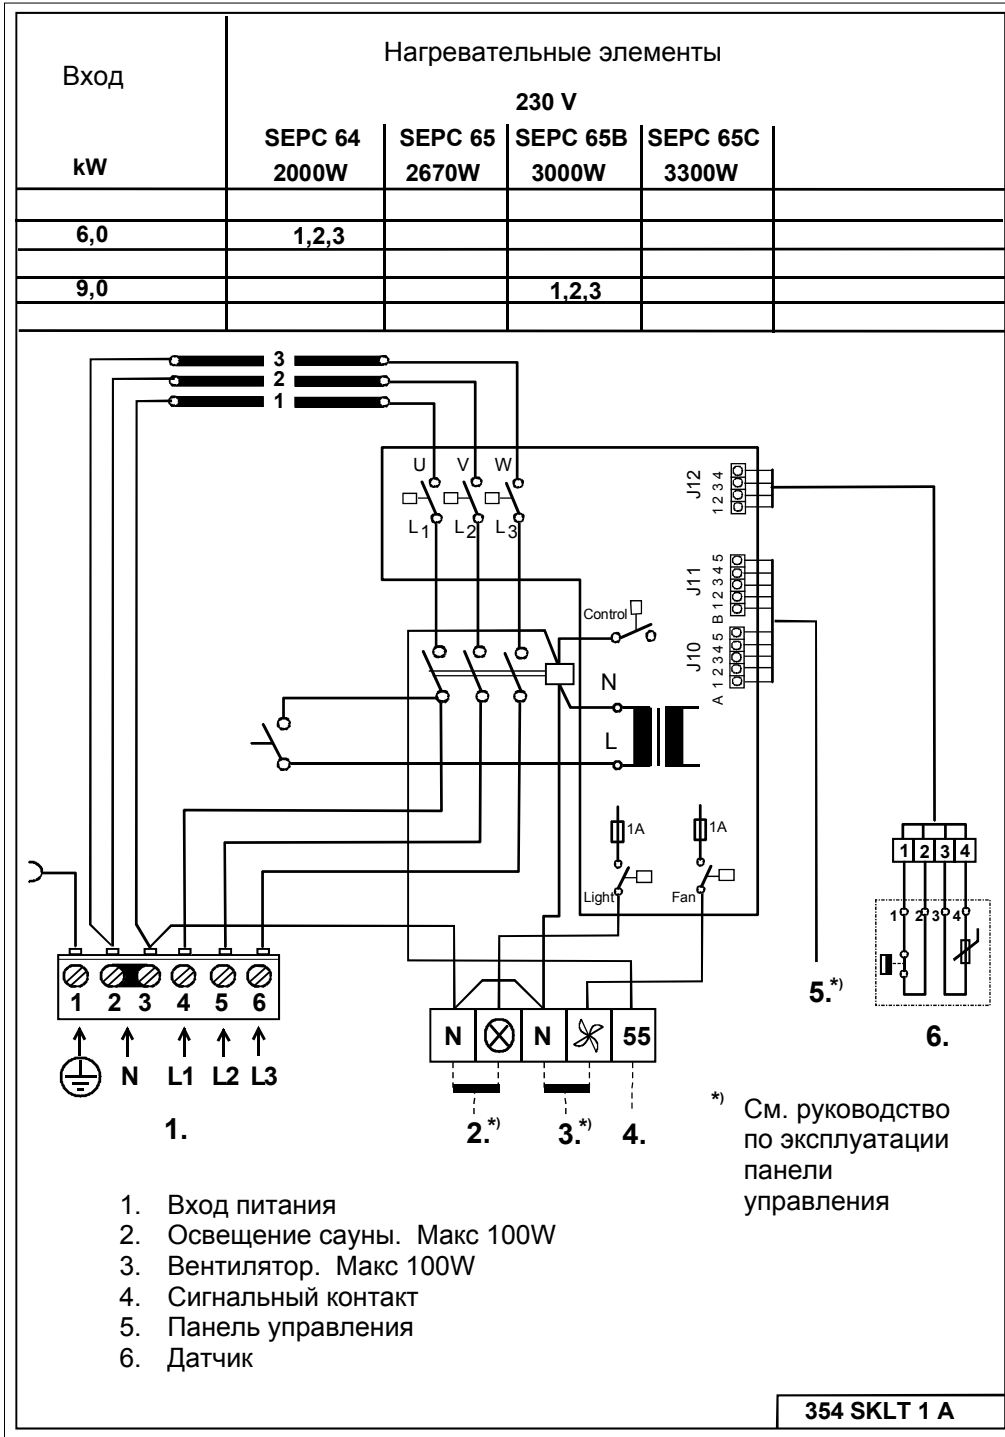 Вход
Нагревательные элементы
230 V
kW
SEPC 64 SEPC 65 SEPC 65B SEPC 65C
2000W 2670W 3000W 3300W
6,0 1,2,3
9,0 1,2,3
3
2
1
U V W
L1 L2 L3
J12
1 2 3 4
J11
B 1 2 3 4 5
J10
A 1 2 3 4 5
Control
N
L
1A 1A
Light Fan
1 2 3 4
1 2 3 4
1 2 3 4 5 6
N L1 L2 L3
1.
N N 55
2.*) 3.*) 4.
5.*)
6.
*) См. руководство
по эксплуатации
панели
управления
1. Вход питания
2. Освещение сауны. Макс 100W
3. Вентилятор. Макс 100W
4. Сигнальный контакт
5. Панель управления
6. Датчик
354 SKLT 1 A